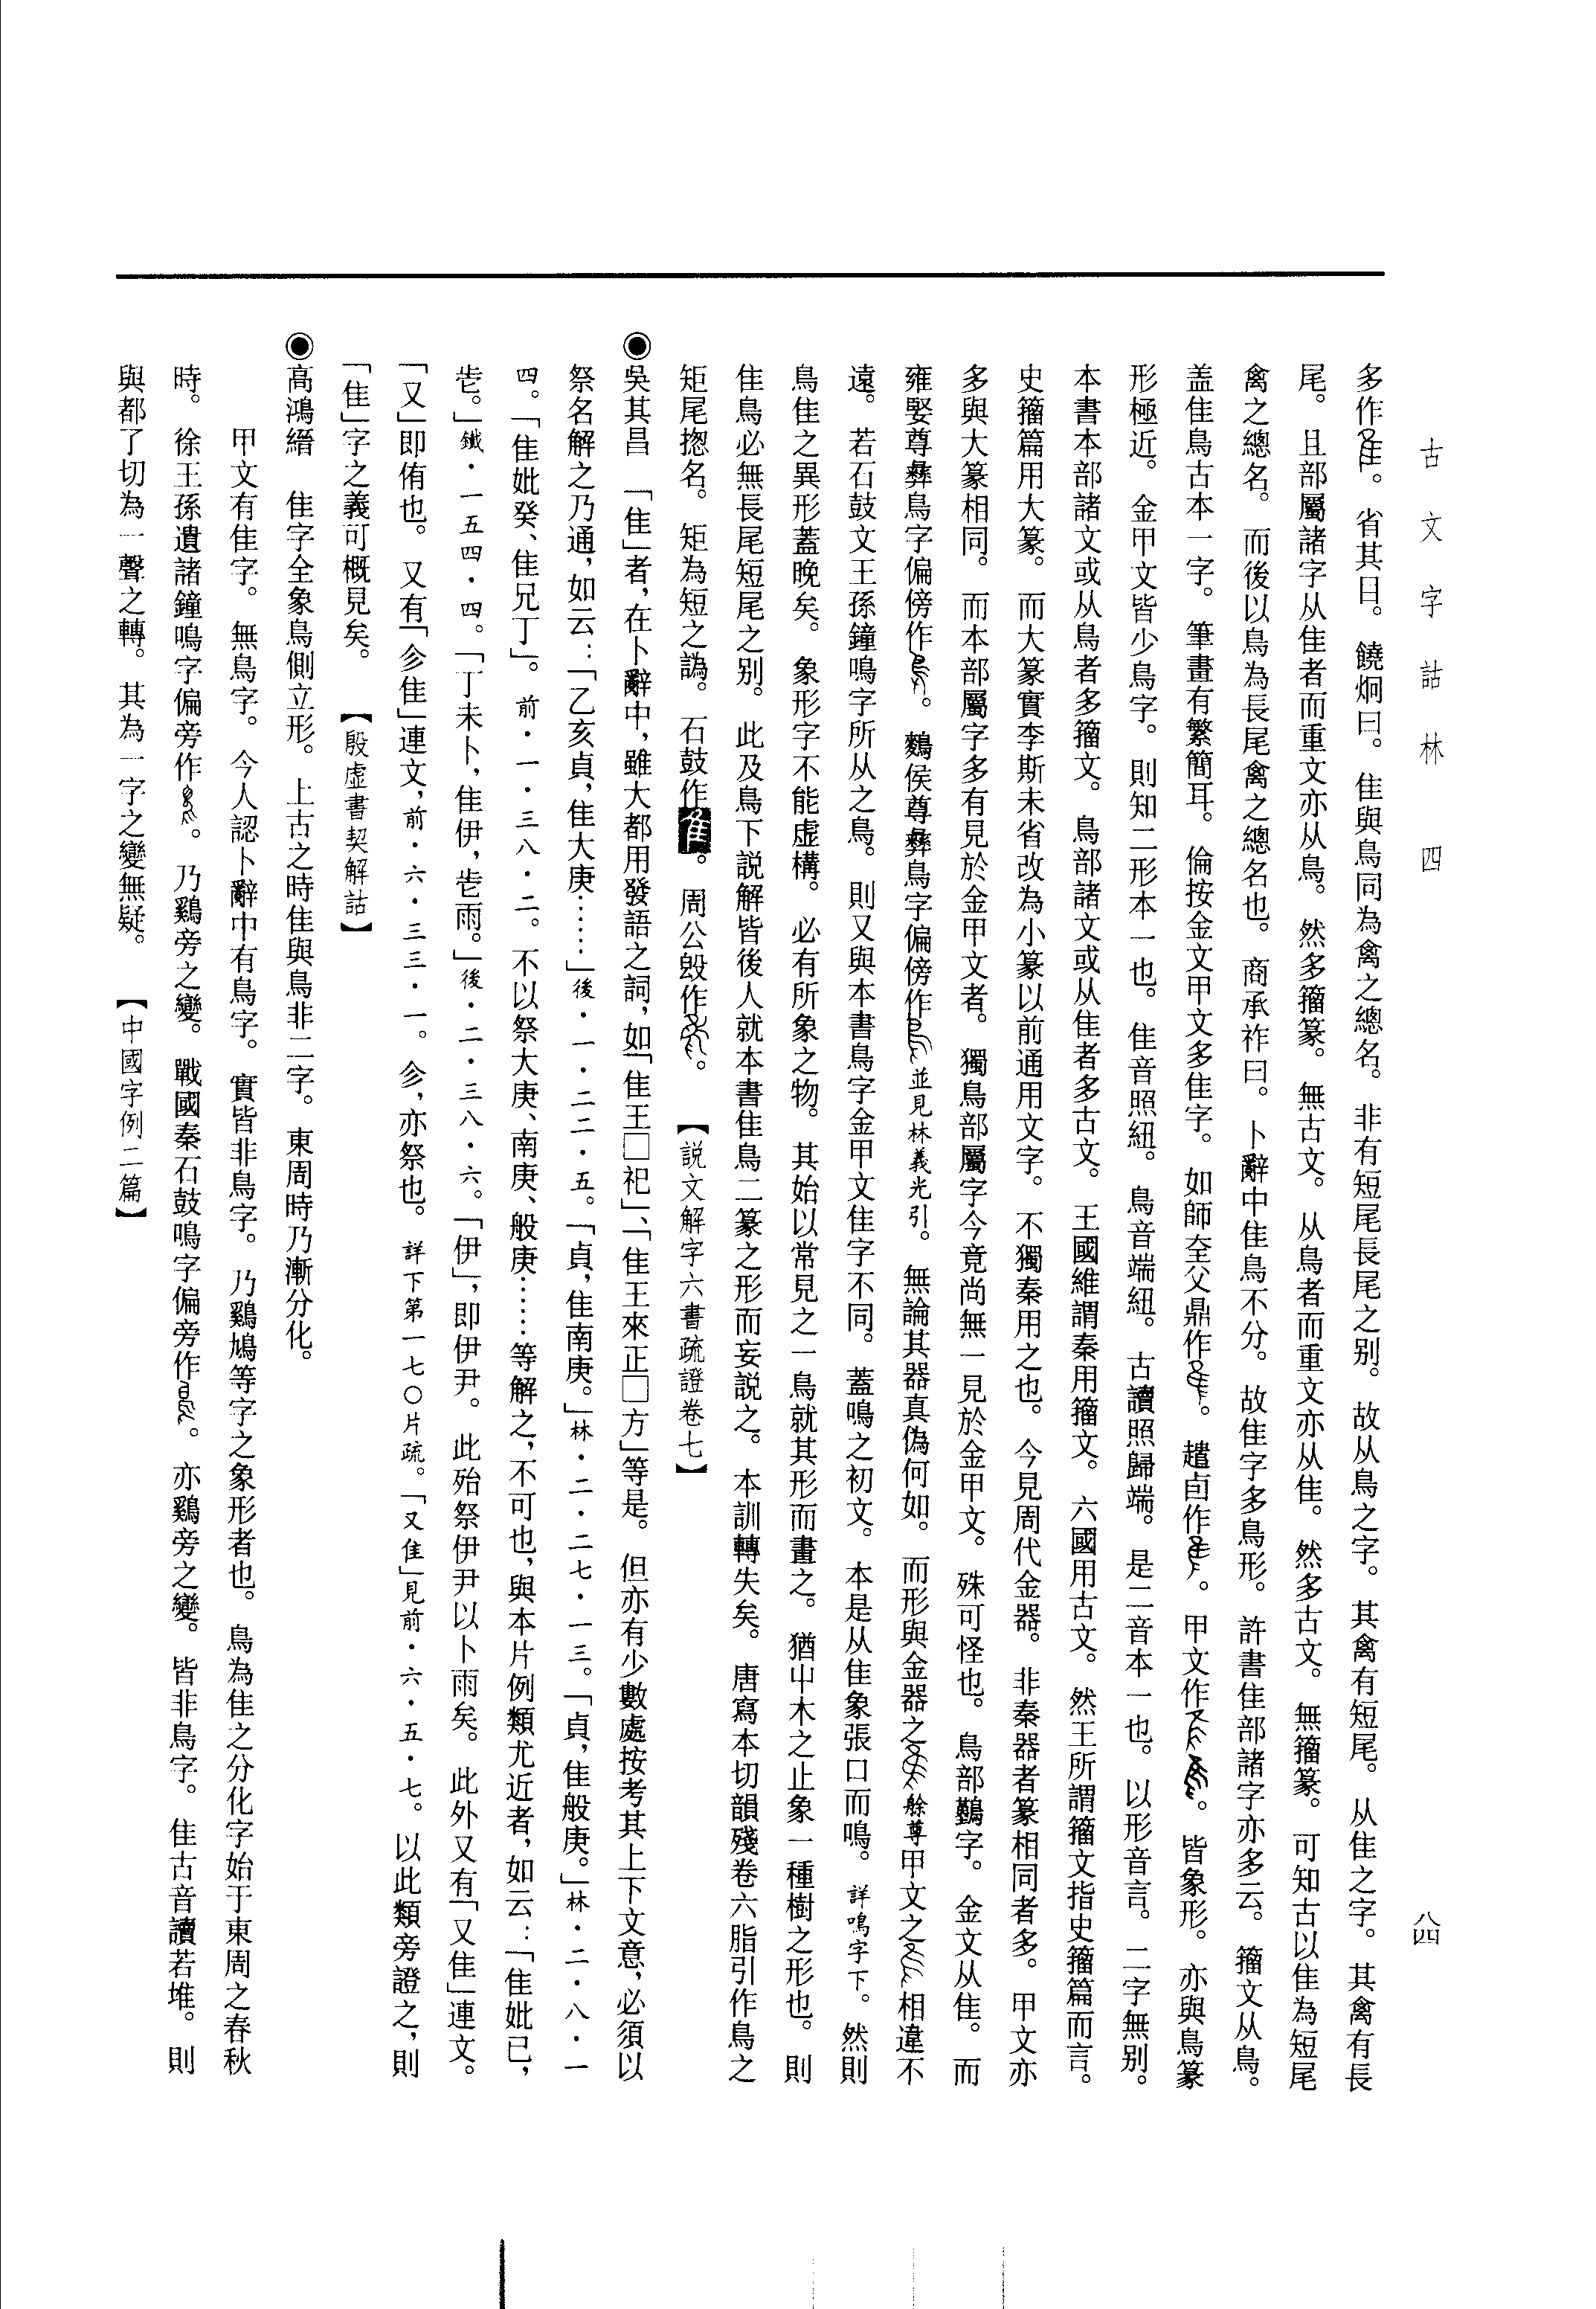 古文字詁林 四
八四
多作。省其目。饒炯曰。隹與鳥同為禽之總名。非有短尾長尾之別。故从鳥之字。其禽有短尾。从隹之字。其禽有長
尾。且部屬諸字从隹者而重文亦从鳥。然多籀篆。無古文。从鳥者而重文亦从隹。然多古文。無籀篆。可知古以隹為短尾
禽之總名。而後以鳥為長尾禽之總名也。商承祚曰。卜辭中隹鳥不分。故隹字多鳥形。許書隹部諸字亦多云。籀文从鳥。
盖隹鳥古本一字。筆畫有繁簡耳。倫按金文甲文多隹字。如師㚘父鼎作。趞卣作。甲文作。皆象形。亦與鳥篆
形極近。金甲文皆少鳥字。則知二形本一也。隹音照紐。鳥音端紐。古讀照歸端。是二音本一也。以形音言。二字無別。
本書本部諸文或从鳥者多籀文。鳥部諸文或从隹者多古文。王國維謂秦用籀文。六國用古文。然王所謂籀文指史籀篇而言。
史籀篇用大篆。而大篆實李斯未省改為小篆以前通用文字。不獨秦用之也。今見周代金器。非秦器者篆相同者多。甲文亦
多與大篆相同。而本部屬字多有見於金甲文者。獨鳥部屬字今竟尚無一見於金甲文。殊可怪也。鳥部鷄字。金文从隹。而
雍娶尊彝鳥字偏傍作。鷄侯尊彝鳥字偏傍作並見林義光引。無論其器真偽何如。而形與金器之艅尊甲文之相違不
遠。若石鼓文王孫鐘鳴字所从之鳥。則又與本書鳥字金甲文隹字不同。蓋鳴之初文。本是从隹象張口而鳴。詳鳴字下。然則
鳥隹之異形蓋晚矣。象形字不能虛構。必有所象之物。其始以常見之一鳥就其形而畫之。猶屮木之止象一種樹之形也。則
隹鳥必無長尾短尾之別。此及鳥下説解皆後人就本書隹鳥二篆之形而妄説之。本訓轉失矣。唐寫本切韻殘卷六脂引作鳥之
矩尾揔名。矩為短之譌。石鼓作。周公𣪘作。【説文解字六書疏證卷七】
◉吳其昌 「隹」者，在卜辭中，雖大都用發語之詞，如「隹王□祀」、「隹王來正□方」等是。但亦有少數處按考其上下文意，必須以
祭名解之乃通，如云：「乙亥貞，隹大庚……」後·一·二二·五。「貞，隹南庚。」林·二·二七·一三。「貞，隹般庚。」林·二·八·一
四。「隹妣癸、隹兄丁」。前·一·三八·二。不以祭大庚、南庚、般庚……等解之，不可也，與本片例類尤近者，如云：「隹妣已，
𡆥。」鐵·一五四·四。「丁未卜，隹伊，𡆥雨。」後·二·三八·六。「伊」，即伊尹。此殆祭伊尹以卜雨矣。此外又有「又隹」連文。
「又」即侑也。又有「㐱隹」連文，前·六·三三·一。㐱，亦祭也。詳下第一七〇片疏。「又隹」見前·六·五·七。以此類旁證之，則
「隹」字之義可概見矣。【殷虛書契解詁】
◉高鴻縉 隹字全象鳥側立形。上古之時隹與鳥非二字。東周時乃漸分化。
甲文有隹字。無鳥字。今人認卜辭中有鳥字。實皆非鳥字。乃鷄鳩等字之象形者也。鳥為隹之分化字始于東周之春秋
時。徐王孫遺諸鐘鳴字偏旁作。乃鷄旁之變。戰國秦石鼓鳴字偏旁作。亦鷄旁之變。皆非鳥字。隹古音讀若堆。則
與都了切為一聲之轉。其為一字之變無疑。【中國字例二篇】